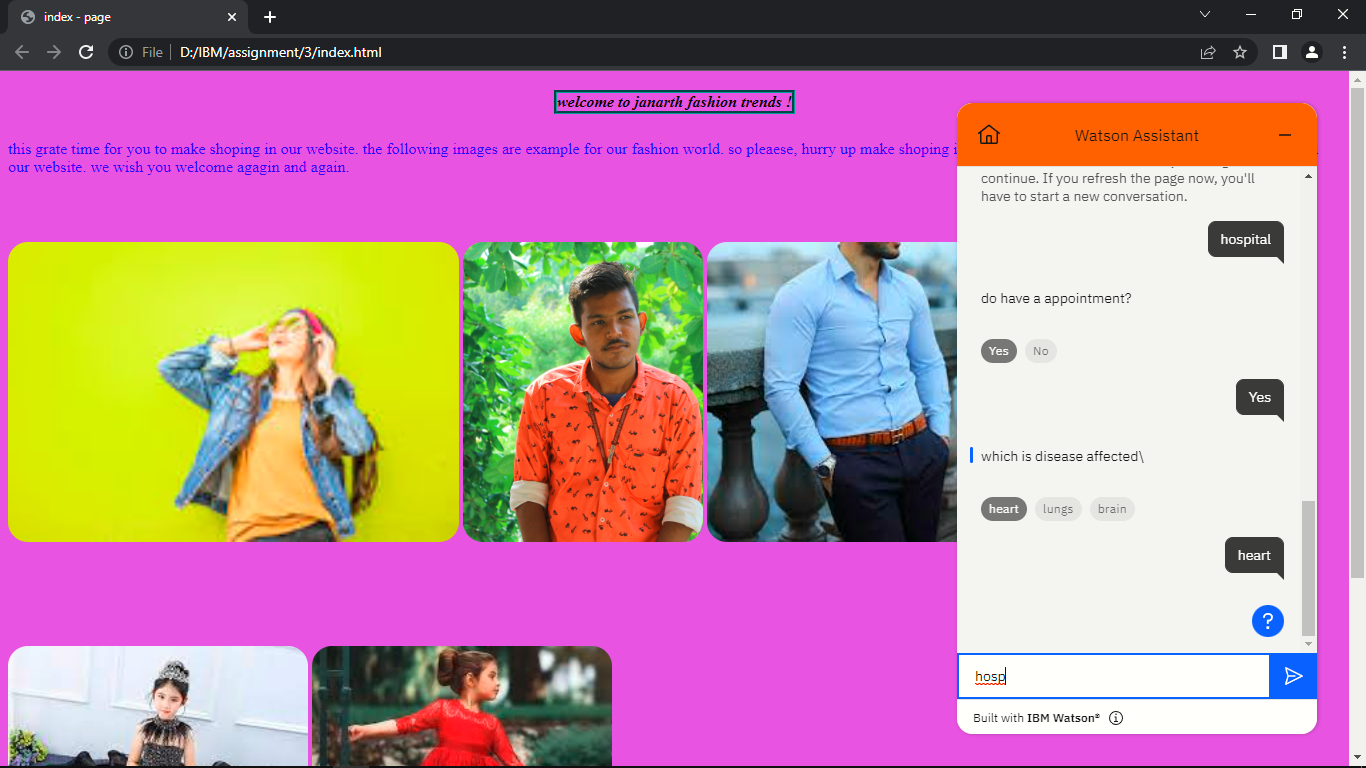 index - page
File D:/IBM/assignment/3/index.html
welcome to janarth fashion trends !
this grate time for you to make shoping in our website. the following images are example for our fashion world. so pleaese, hurry up make shoping
our website. we wish you welcome agagin and again.
Watson Assistant
continue. If you refresh the page now, you'll
have to start a new conversation.
hospital
do have a appointment?
Yes No
Yes
which is disease affected\
heart lungs brain
heart
?
hosp
Built with IBM Watson®